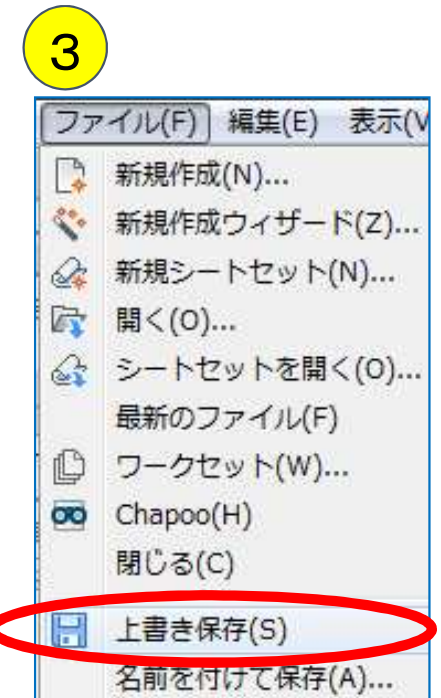 3
ファイル(F) 編集(E) 表示(V
新規作成(N)...
新規作成ウィザード(Z)...
新規シートセット(N)...
開く(O)...
シートセットを開く(O)...
最新のファイル(F)
ワークセット(W)...
Chapoo(H)
閉じる(C)
上書き保存(S)
名前を付けて保存(A)...